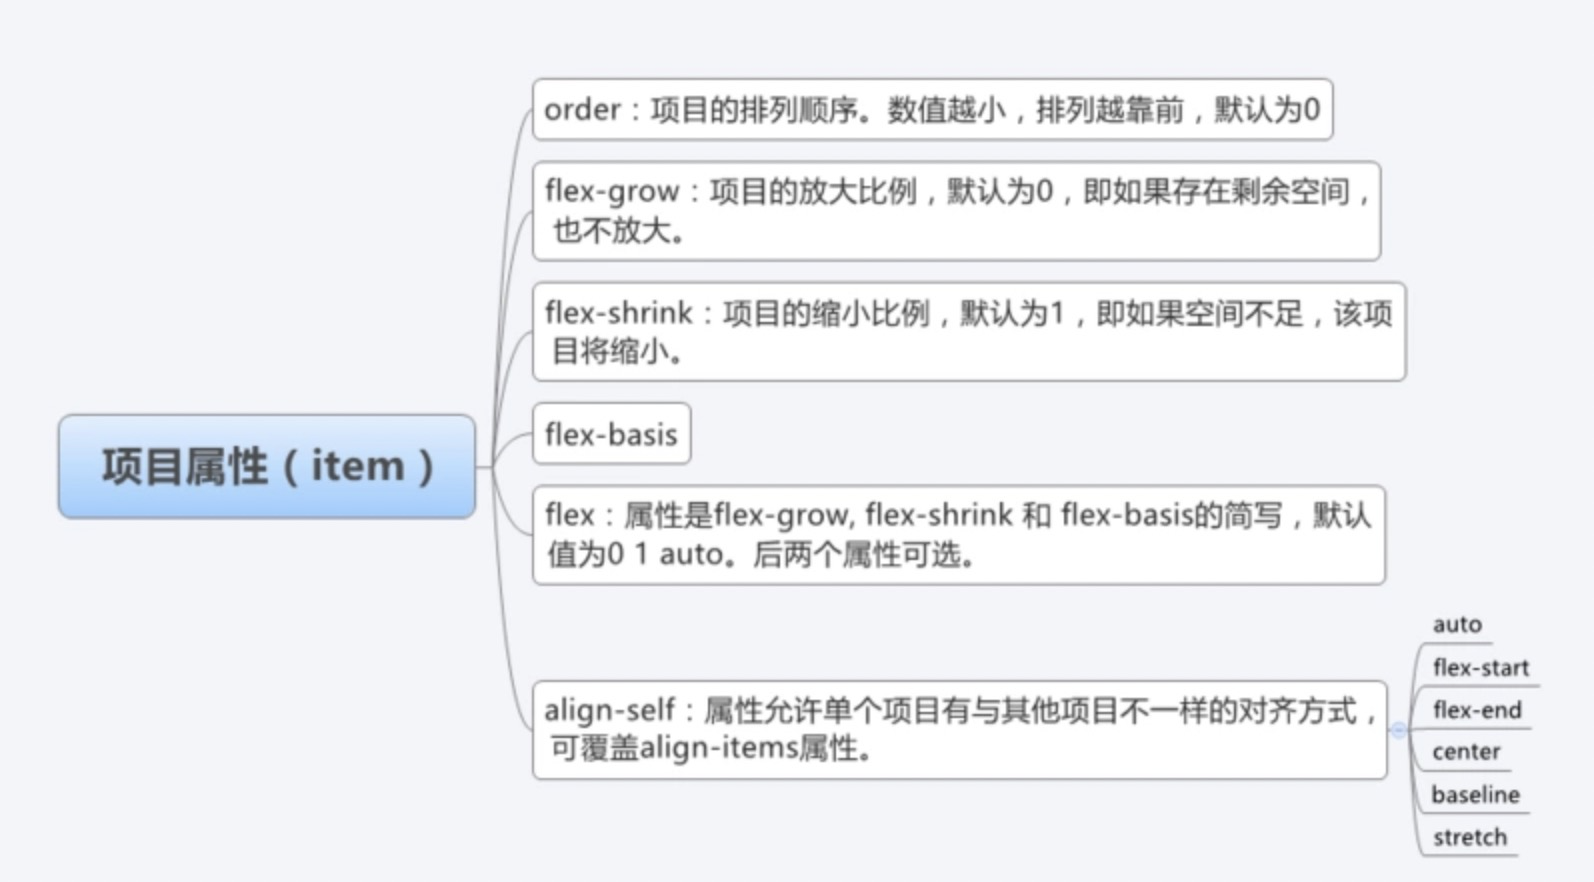 项目属性（item）
order：项目的排列顺序。数值越小，排列越靠前，默认为0
flex-grow：项目的放大比例，默认为0，即如果存在剩余空间，
也不放大。
flex-shrink：项目的缩小比例，默认为1，即如果空间不足，该项
目将缩小。
flex-basis
flex：属性是flex-grow, flex-shrink 和 flex-basis的简写，默认
值为0 1 auto。后两个属性可选。
align-self：属性允许单个项目有与其他项目不一样的对齐方式，
可覆盖align-items属性。
auto
flex-start
flex-end
center
baseline
stretch